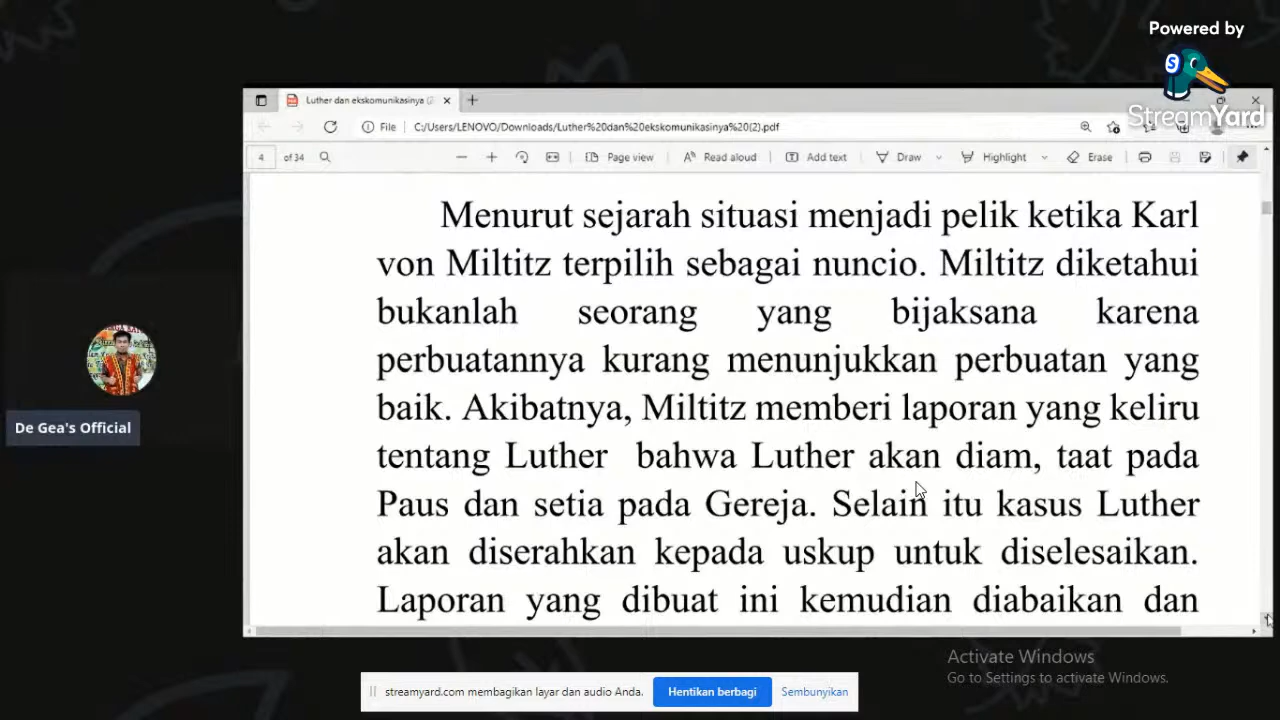 Powered by
StreamYard
Luther dan ekskomunikasinya (2
File C:/Users/LENOVO/Downloads/Luther%20dan%20ekskomunikasinya%20(2).pdf
4 of 34 Page view Read aloud Add text Draw Highlight Erase
Menurut sejarah situasi menjadi pelik ketika Karl
von Miltitz terpilih sebagai nuncio. Miltitz diketahui
bukanlah seorang yang bijaksana karena
perbuatannya kurang menunjukkan perbuatan yang
baik. Akibatnya, Miltitz memberi laporan yang keliru
tentang Luther bahwa Luther akan diam, taat pada
Paus dan setia pada Gereja. Selain itu kasus Luther
akan diserahkan kepada uskup untuk diselesaikan.
Laporan yang dibuat ini kemudian diabaikan dan
De Gea's Official
Activate Windows
Go to Settings to activate Windows.
streamyard.com membagikan layar dan audio Anda. Hentikan berbagi Sembunyikan